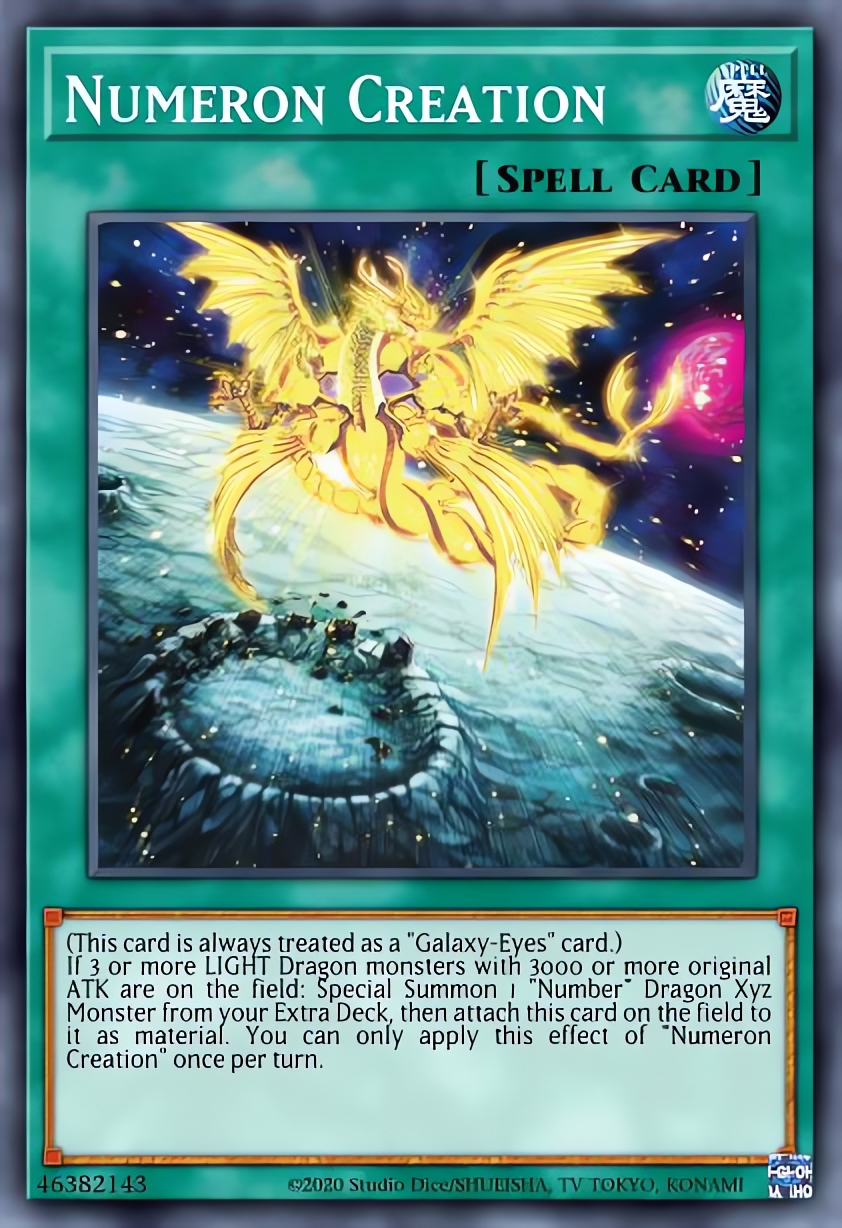 NUMERON CREATION
魔
[SPELL CARD]
(This card is always treated as a "Galaxy-Eyes" card.)
If 3 or more LIGHT Dragon monsters with 3000 or more original
ATK are on the field: Special Summon 1 "Number" Dragon Xyz
Monster from your Extra Deck, then attach this card on the field to
it as material. You can only apply this effect of "Numeron
Creation" once per turn.
46382143
©2020 Studio Dice/SHUEISHA, TV TOKYO, KONAMI